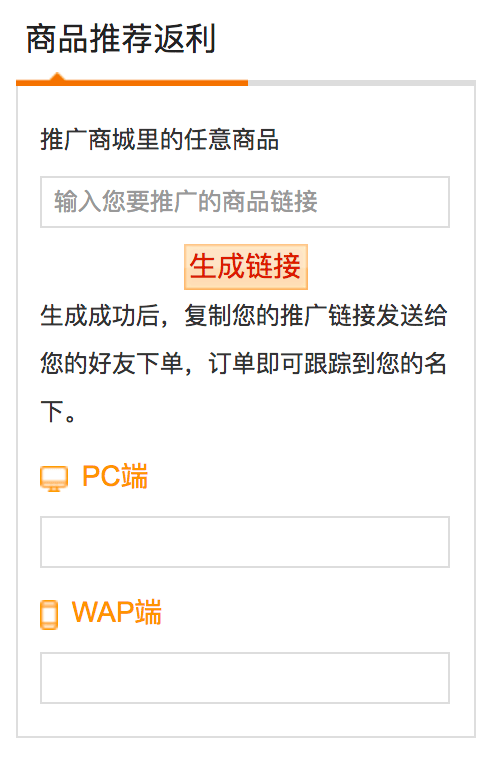 商品推荐返利
推广商城里的任意商品
输入您要推广的商品链接
生成链接
生成成功后，复制您的推广链接发送给
您的好友下单，订单即可跟踪到您的名
下。
PC端
WAP端